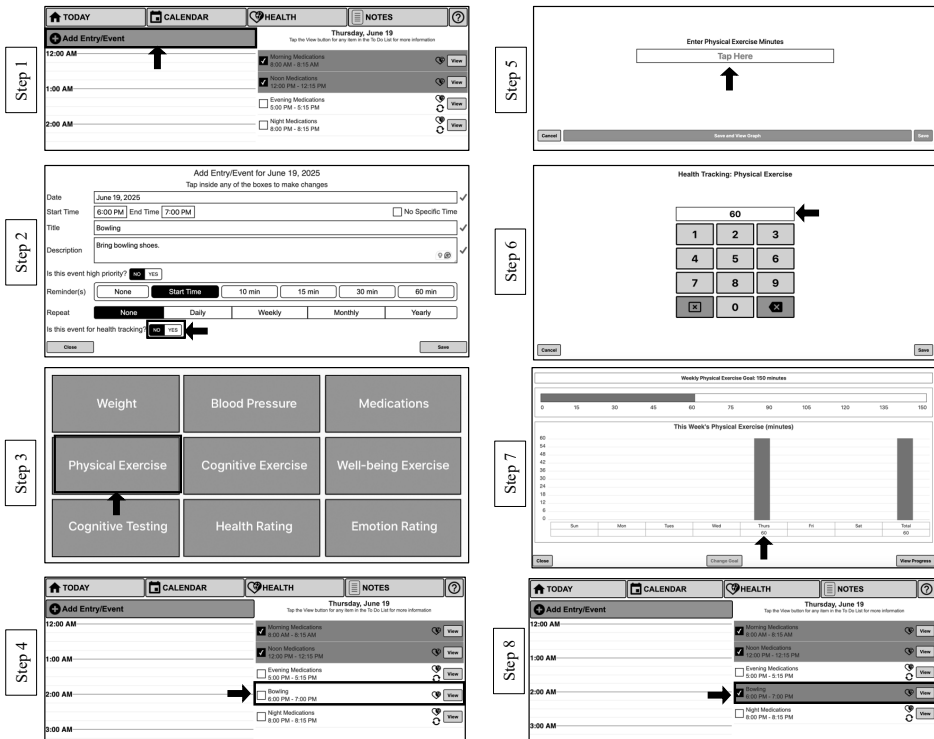 Step 1
TODAY
CALENDAR
HEALTH
NOTES
?
Add Entry/Event
Thursday, June 19
Tap the View button for any item in the To Do List for more information
12:00 AM
1:00 AM
2:00 AM
Morning Medications
8:00 AM - 8:15 AM
View
Noon Medications
12:00 PM - 12:15 PM
View
Evening Medications
5:00 PM - 5:15 PM
View
Night Medications
8:00 PM - 8:15 PM
View
Step 2
Add Entry/Event for June 19, 2025
Tap inside any of the boxes to make changes
Date June 19, 2025
Start Time 6:00 PM End Time 7:00 PM No Specific Time
Title Bowling
Description Bring bowling shoes.
Is this event high priority? NO YES
Reminder(s) None Start Time 10 min 15 min 30 min 60 min
Repeat None Daily Weekly Monthly Yearly
Is this event for health tracking? NO YES
Close Save
Step 3
Weight Blood Pressure Medications
Physical Exercise Cognitive Exercise Well-being Exercise
Cognitive Testing Health Rating Emotion Rating
Step 4
TODAY
CALENDAR
HEALTH
NOTES
?
Add Entry/Event
Thursday, June 19
Tap the View button for any item in the To Do List for more information
12:00 AM
1:00 AM
2:00 AM
3:00 AM
Morning Medications
8:00 AM - 8:15 AM
View
Noon Medications
12:00 PM - 12:15 PM
View
Evening Medications
5:00 PM - 5:15 PM
View
Bowling
6:00 PM - 7:00 PM
View
Night Medications
8:00 PM - 8:15 PM
View
Step 5
Enter Physical Exercise Minutes
Tap Here
Cancel Save and View Graph Save
Step 6
Health Tracking: Physical Exercise
60
1 2 3
4 5 6
7 8 9
0
Cancel Save
Step 7
Weekly Physical Exercise Goal: 150 minutes
0 15 30 45 60 75 90 105 120 135 150
This Week's Physical Exercise (minutes)
60
54
48
42
36
30
24
18
12
6
0
Sun Mon Tues Wed Thurs Fri Sat Total
60 60
Close Change Goal View Progress
Step 8
TODAY
CALENDAR
HEALTH
NOTES
?
Add Entry/Event
Thursday, June 19
Tap the View button for any item in the To Do List for more information
12:00 AM
1:00 AM
2:00 AM
3:00 AM
Morning Medications
8:00 AM - 8:15 AM
View
Noon Medications
12:00 PM - 12:15 PM
View
Evening Medications
5:00 PM - 5:15 PM
View
Bowling
6:00 PM - 7:00 PM
View
Night Medications
8:00 PM - 8:15 PM
View